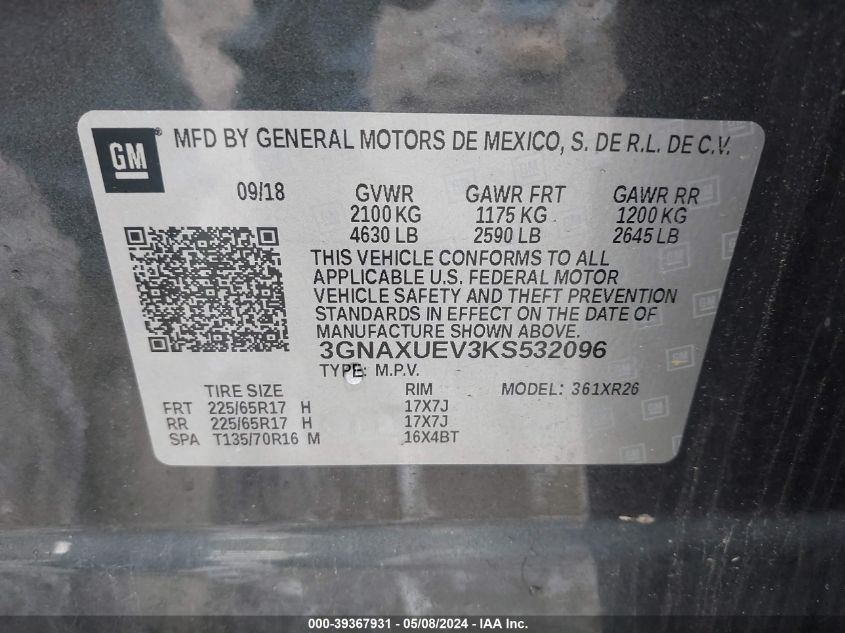 GM ® MFD BY GENERAL MOTORS DE MEXICO, S. DE R.L. DE C.V.
09/18 GVWR GAWR FRT GAWR RR
2100 KG 1175 KG 1200 KG
4630 LB 2590 LB 2645 LB
THIS VEHICLE CONFORMS TO ALL
APPLICABLE U.S. FEDERAL MOTOR
VEHICLE SAFETY AND THEFT PREVENTION
STANDARDS IN EFFECT ON THE DATE OF
MANUFACTURE SHOWN ABOVE.
3GNAXUEV3KS532096
TYPE: M.P.V.
TIRE SIZE RIM MODEL: 361XR26
FRT 225/65R17 H 17X7J
RR 225/65R17 H 17X7J
SPA T135/70R16 M 16X4BT
000-39367931 - 05/08/2024 - IAA Inc.